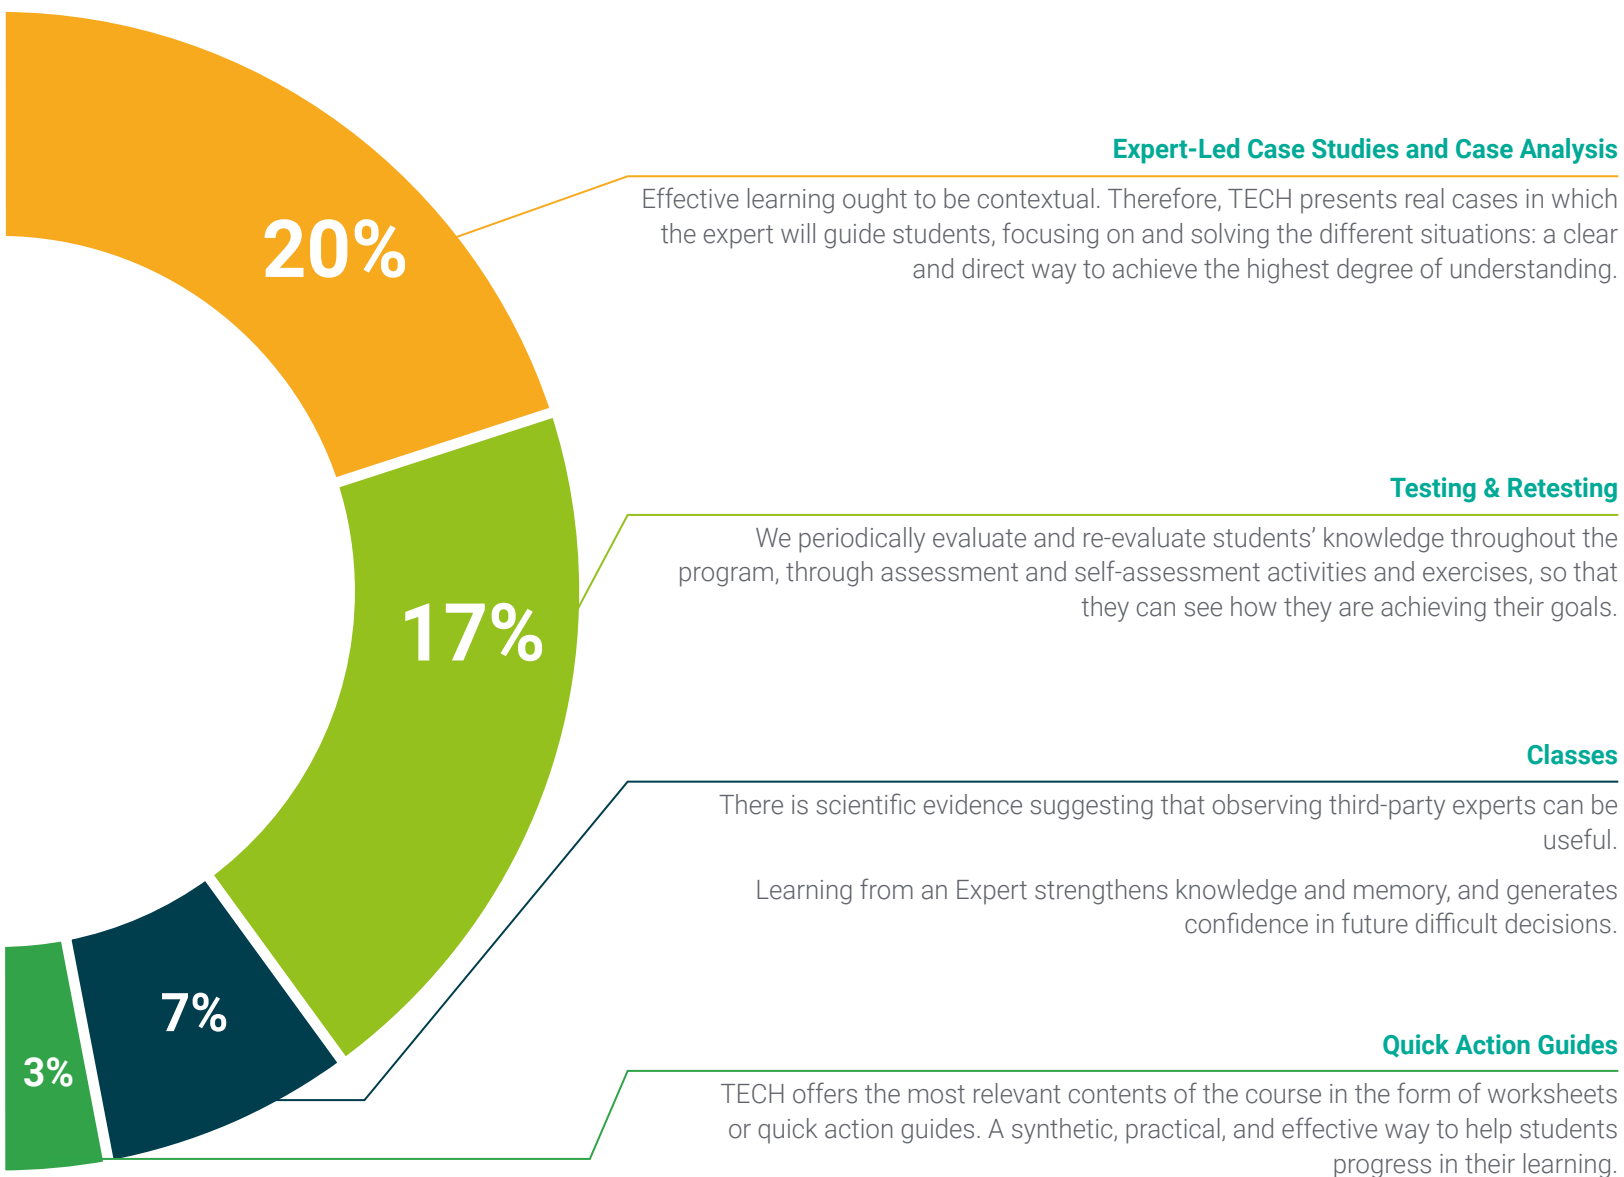 Expert-Led Case Studies and Case Analysis
Effective learning ought to be contextual. Therefore, TECH presents real cases in which
the expert will guide students, focusing on and solving the different situations: a clear
and direct way to achieve the highest degree of understanding.
20%
Testing & Retesting
We periodically evaluate and re-evaluate students’ knowledge throughout the
program, through assessment and self-assessment activities and exercises, so that
they can see how they are achieving their goals.
17%
Classes
There is scientific evidence suggesting that observing third-party experts can be
useful.
Learning from an Expert strengthens knowledge and memory, and generates
confidence in future difficult decisions.
7%
Quick Action Guides
TECH offers the most relevant contents of the course in the form of worksheets
or quick action guides. A synthetic, practical, and effective way to help students
progress in their learning.
3%